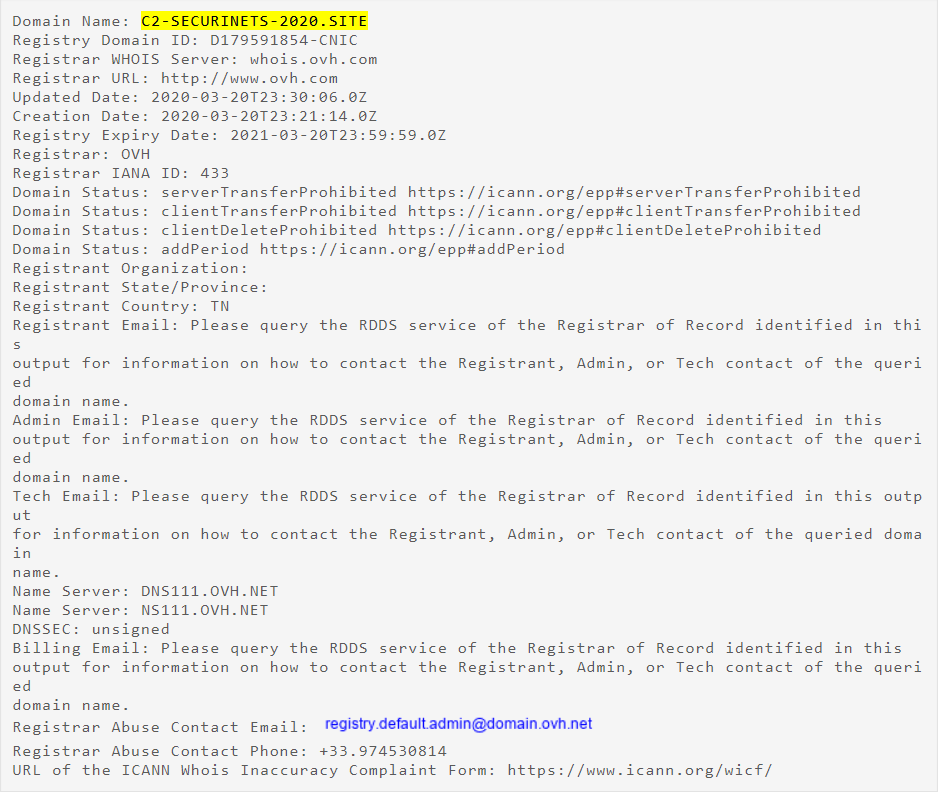 Domain Name: C2-SECURINETS-2020.SITE
Registry Domain ID: D179591854-CNIC
Registrar WHOIS Server: whois.ovh.com
Registrar URL: http://www.ovh.com
Updated Date: 2020-03-20T23:30:06.0Z
Creation Date: 2020-03-20T23:21:14.0Z
Registry Expiry Date: 2021-03-20T23:59:59.0Z
Registrar: OVH
Registrar IANA ID: 433
Domain Status: serverTransferProhibited https://icann.org/epp#serverTransferProhibited
Domain Status: clientTransferProhibited https://icann.org/epp#clientTransferProhibited
Domain Status: clientDeleteProhibited https://icann.org/epp#clientDeleteProhibited
Domain Status: addPeriod https://icann.org/epp#addPeriod
Registrant Organization:
Registrant State/Province:
Registrant Country: TN
Registrant Email: Please query the RDDS service of the Registrar of Record identified in thi
s
output for information on how to contact the Registrant, Admin, or Tech contact of the queri
ed
domain name.
Admin Email: Please query the RDDS service of the Registrar of Record identified in this
output for information on how to contact the Registrant, Admin, or Tech contact of the queri
ed
domain name.
Tech Email: Please query the RDDS service of the Registrar of Record identified in this outp
ut
for information on how to contact the Registrant, Admin, or Tech contact of the queried doma
in
name.
Name Server: DNS111.OVH.NET
Name Server: NS111.OVH.NET
DNSSEC: unsigned
Billing Email: Please query the RDDS service of the Registrar of Record identified in this
output for information on how to contact the Registrant, Admin, or Tech contact of the queri
ed
domain name.
Registrar Abuse Contact Email: registry.default.admin@domain.ovh.net
Registrar Abuse Contact Phone: +33.974530814
URL of the ICANN Whois Inaccuracy Complaint Form: https://www.icann.org/wicf/